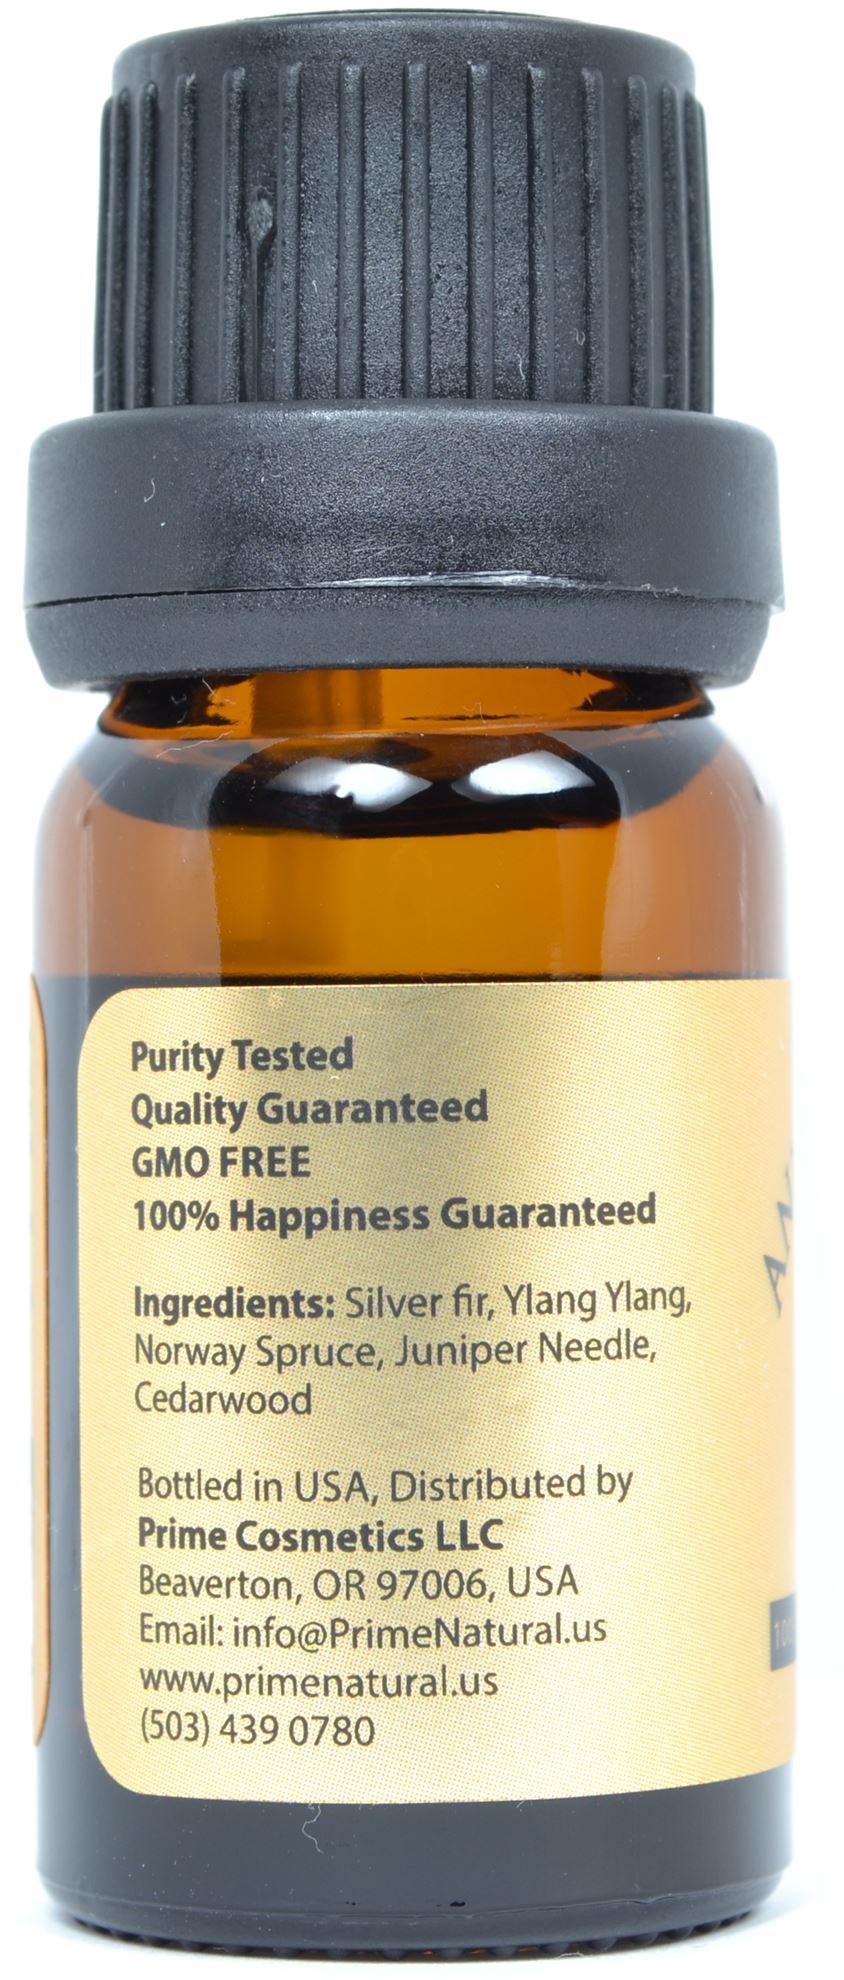 Purity Tested
Quality Guaranteed
GMO FREE
100% Happiness Guaranteed
Ingredients: Silver fir, Ylang Ylang,
Norway Spruce, Juniper Needle,
Cedarwood
Bottled in USA, Distributed by
Prime Cosmetics LLC
Beaverton, OR 97006, USA
Email: info@PrimeNatural.us
www.primenatural.us
(503) 439 0780